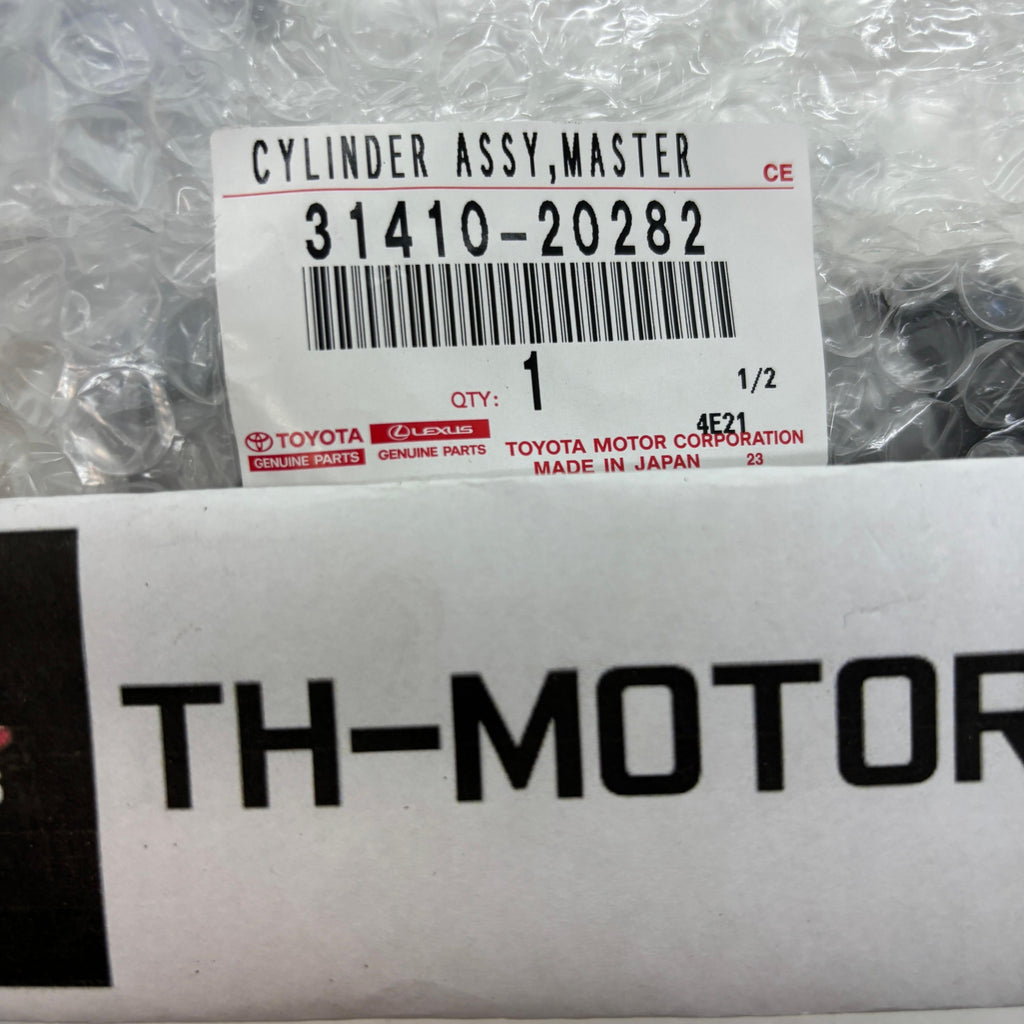 CYLINDER ASSY,MASTER
CE
31410-20282
QTY: 1
1/2
4E21
TOYOTA
GENUINE PARTS
LEXUS
GENUINE PARTS
TOYOTA MOTOR CORPORATION
MADE IN JAPAN 23
TH-MOTOR